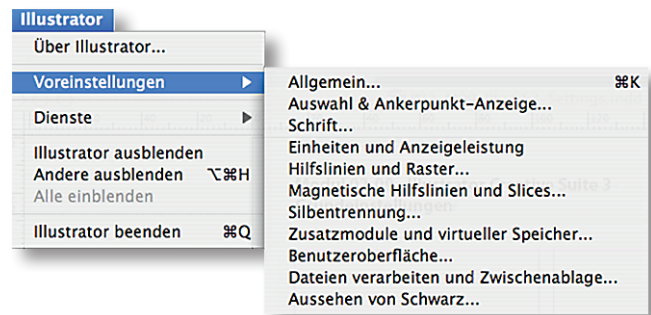 Illustrator
Über Illustrator...
Voreinstellungen
Dienste
Illustrator ausblenden
Andere ausblenden ⌥⌘H
Alle einblenden
Illustrator beenden ⌘Q
Allgemein... ⌘K
Auswahl & Ankerpunkt-Anzeige...
Schrift...
Einheiten und Anzeigeleistung
Hilfslinien und Raster...
Magnetische Hilfslinien und Slices...
Silbentrennung...
Zusatzmodule und virtueller Speicher...
Benutzeroberfläche...
Dateien verarbeiten und Zwischenablage...
Aussehen von Schwarz...